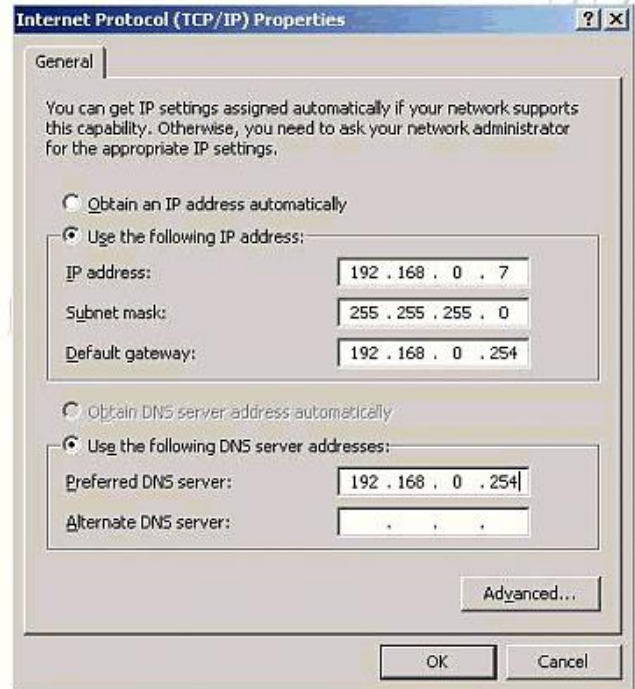 Internet Protocol (TCP/IP) Properties
General
You can get IP settings assigned automatically if your network supports
this capability. Otherwise, you need to ask your network administrator
for the appropriate IP settings.
Obtain an IP address automatically
Use the following IP address:
IP address: 192 . 168 . 0 . 7
Subnet mask: 255 . 255 . 255 . 0
Default gateway: 192 . 168 . 0 . 254
Obtain DNS server address automatically
Use the following DNS server addresses:
Preferred DNS server: 192 . 168 . 0 . 254
Alternate DNS server: . . .
Advanced...
OK Cancel